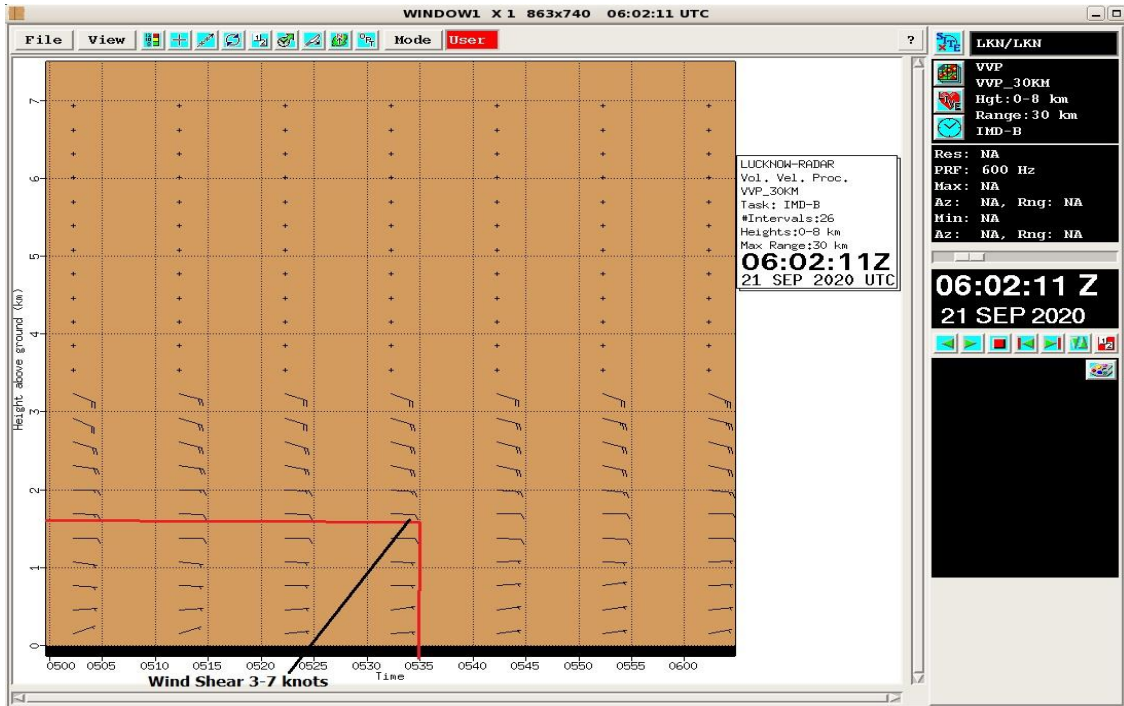 WINDOW1 X 1 863x740 06:02:11 UTC
File View Mode User ?
LKN/LKN
VVP
VVP_30KM
Hgt:0-8 km
Range:30 km
IMD-B
Res: NA
PRF: 600 Hz
Max: NA
Az: NA, Rng: NA
Min: NA
Az: NA, Rng: NA
06:02:11 Z
21 SEP 2020
LUCKNOW-RADAR
Vol. Vel. Proc.
VVP_30KM
Task: IMD-B
#Intervals:26
Heights:0-8 km
Max Range:30 km
06:02:11Z
21 SEP 2020 UTC
Height above ground (km)
7
6
5
4
3
2
1
0
0500 0505 0510 0515 0520 0525 0530 0535 0540 0545 0550 0555 0600
Time
Wind Shear 3-7 knots